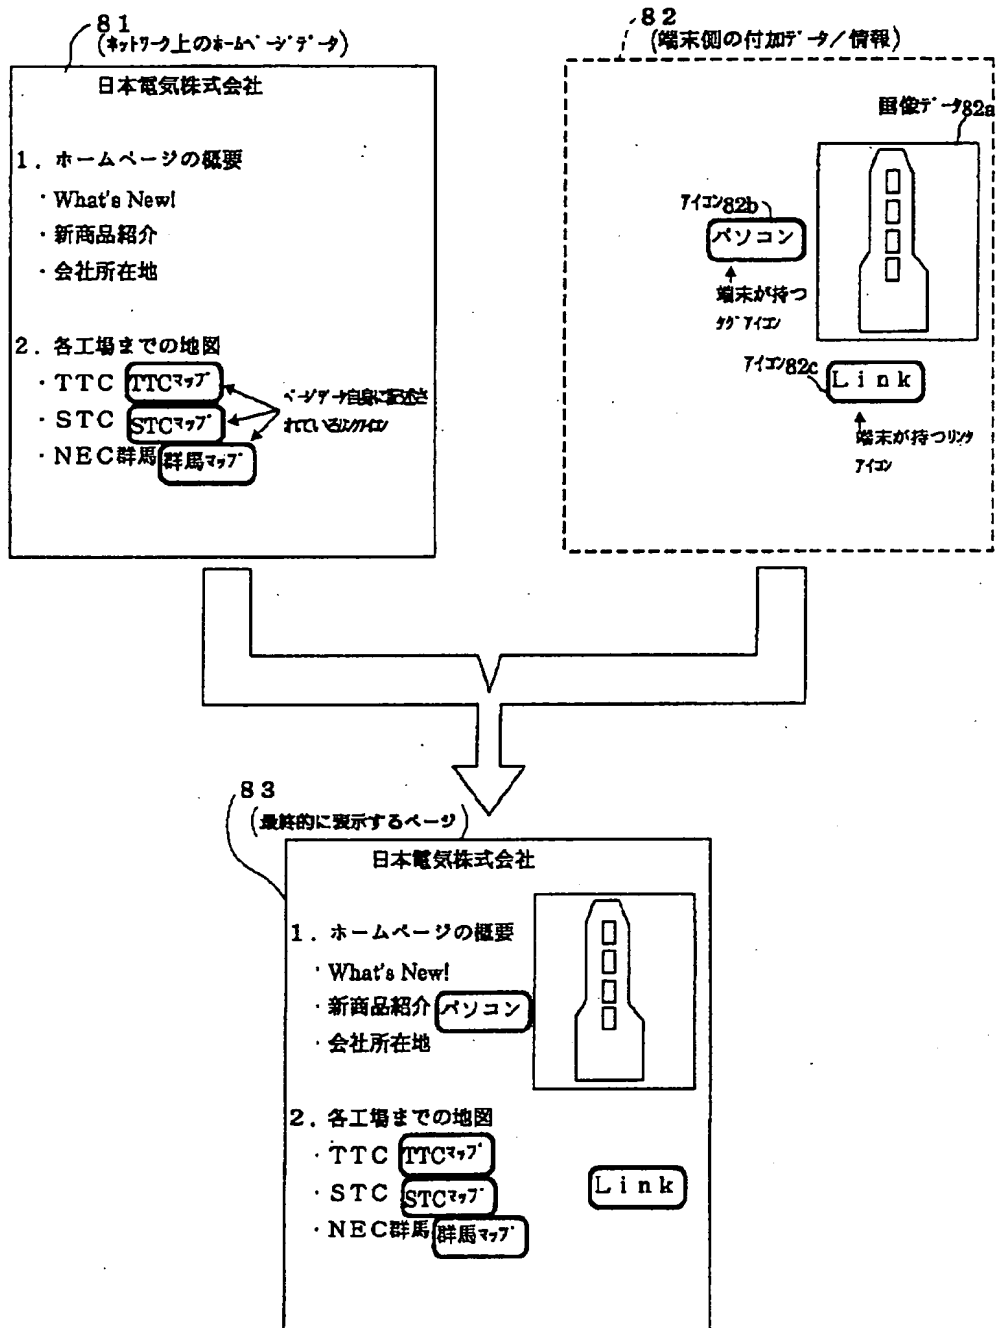 81
(ネットワーク上のホームページデータ)
日本電気株式会社
1. ホームページの概要
・What's New!
・新商品紹介
・会社所在地
2. 各工場までの地図
・TTC TTCマップ
・STC STCマップ
・NEC群馬 群馬マップ
ページデータ自身に記述さ
れているリンクアイコン
82
(端末側の付加データ/情報)
画像データ82a
アイコン82b
パソコン
端末が持つ
タグアイコン
アイコン82c
Link
端末が持つリンク
アイコン
83
(最終的に表示するページ)
日本電気株式会社
1. ホームページの概要
・What's New!
・新商品紹介 パソコン
・会社所在地
2. 各工場までの地図
・TTC TTCマップ
・STC STCマップ
・NEC群馬 群馬マップ
Link